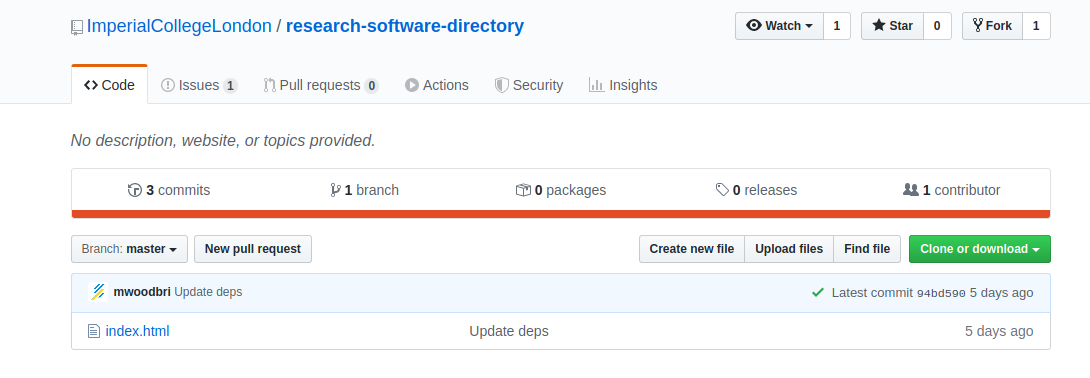 ImperialCollegeLondon / research-software-directory
Watch 1 Star 0 Fork 1
Code Issues 1 Pull requests 0 Actions Security Insights
No description, website, or topics provided.
3 commits 1 branch 0 packages 0 releases 1 contributor
Branch: master New pull request Create new file Upload files Find file Clone or download
mwoodbri Update deps Latest commit 94bd590 5 days ago
index.html Update deps 5 days ago